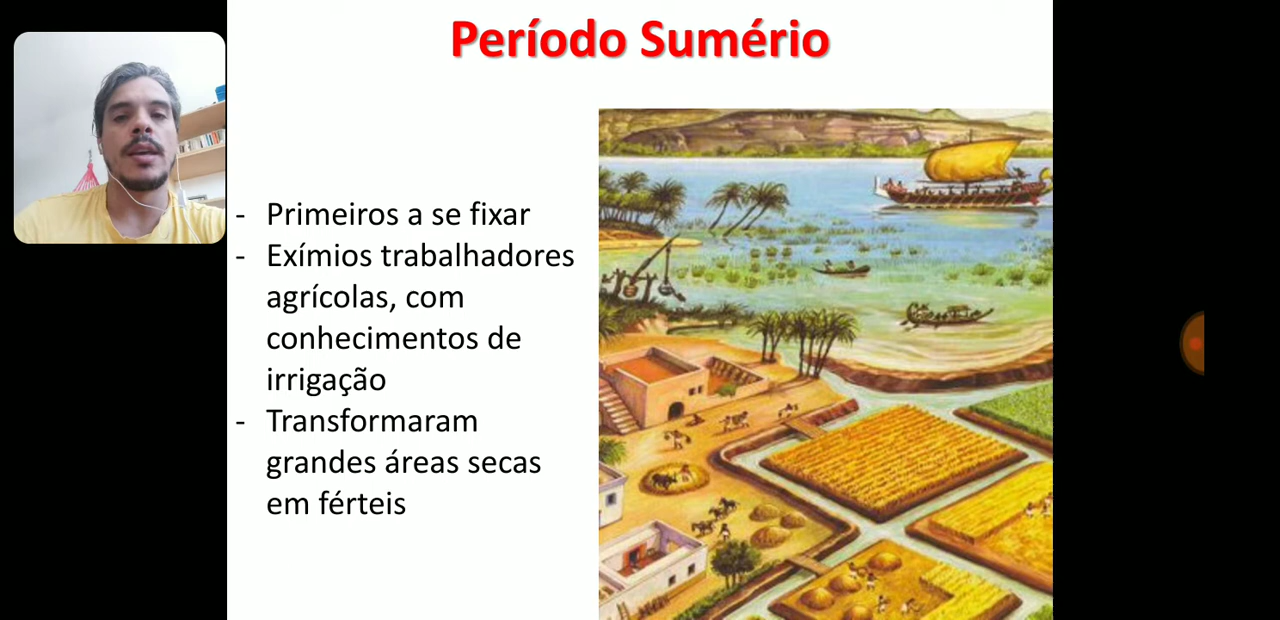 Período Sumério
- Primeiros a se fixar
- Exímios trabalhadores
agrícolas, com
conhecimentos de
irrigação
- Transformaram
grandes áreas secas
em férteis